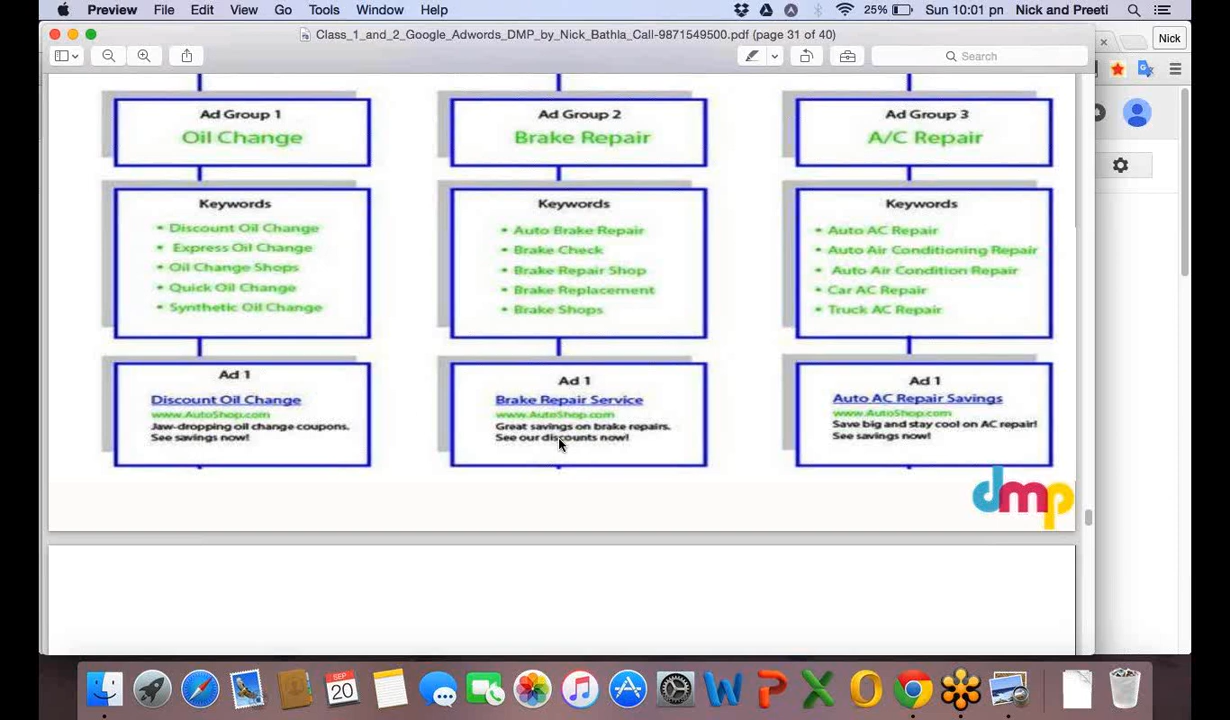 Preview File Edit View Go Tools Window Help 25% Sun 10:01 pn Nick and Preeti
Class_1_and_2_Google_Adwords_DMP_by_Nick_Bathla_Call-9871549500.pdf (page 31 of 40)
Nick
Search
Ad Group 1
Oil Change
Keywords
• Discount Oil Change
• Express Oil Change
• Oil Change Shops
• Quick Oil Change
• Synthetic Oil Change
Ad 1
Discount Oil Change
www.AutoShop.com
Jaw-dropping oil change coupons.
See savings now!
Ad Group 2
Brake Repair
Keywords
• Auto Brake Repair
• Brake Check
• Brake Repair Shop
• Brake Replacement
• Brake Shops
Ad 1
Brake Repair Service
www.AutoShop.com
Great savings on brake repairs.
See our discounts now!
Ad Group 3
A/C Repair
Keywords
• Auto AC Repair
• Auto Air Conditioning Repair
• Auto Air Condition Repair
• Car AC Repair
• Truck AC Repair
Ad 1
Auto AC Repair Savings
www.AutoShop.com
Save big and stay cool on AC repair!
See savings now!
dmp
SEP
20